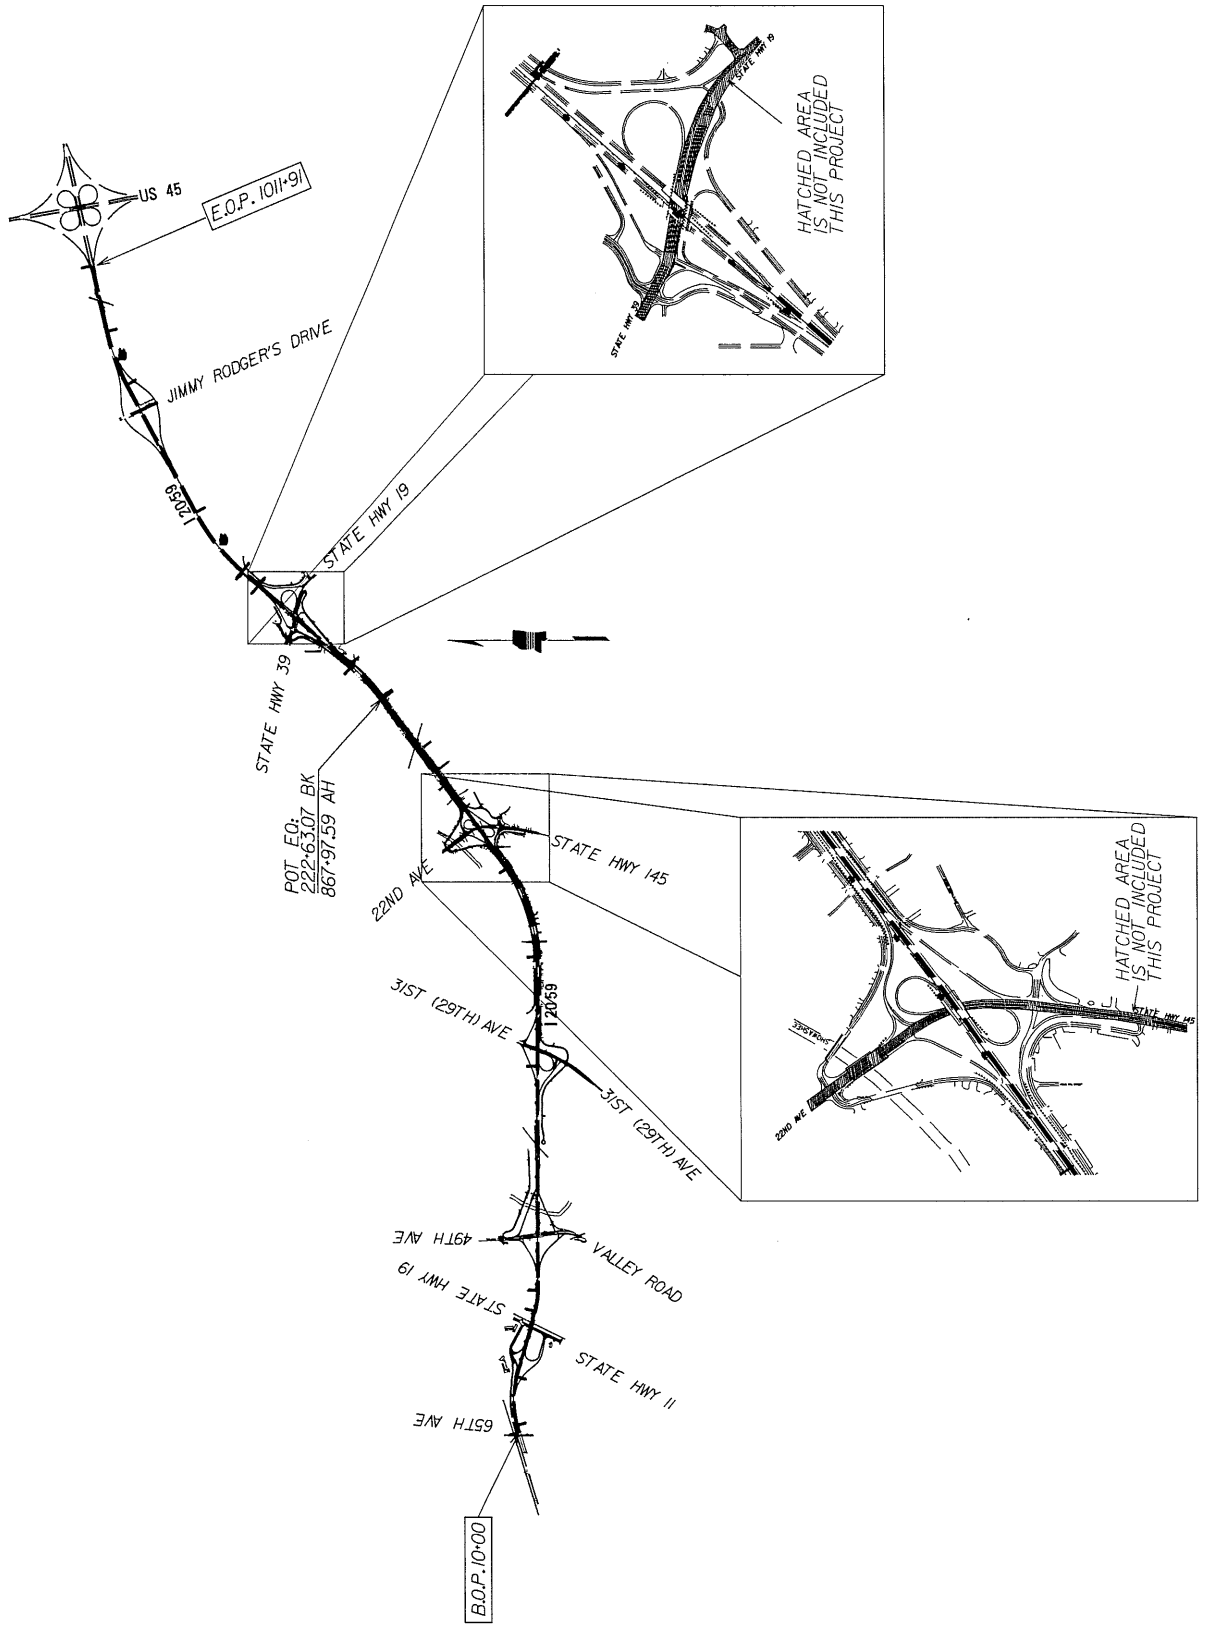 US 45
E.O.P. 1011+91
JIMMY RODGER'S DRIVE
I 20/59
STATE HWY 19
STATE HWY 39
STATE HWY 19
STATE HWY 39
HATCHED AREA
IS NOT INCLUDED
THIS PROJECT
POT EQ:
222+63.07 BK
867+97.59 AH
22ND AVE
STATE HWY 145
31ST (29TH) AVE
I 20/59
31ST (29TH) AVE
22ND AVE
STATE HWY 145
HATCHED AREA
IS NOT INCLUDED
THIS PROJECT
49TH AVE
VALLEY ROAD
STATE HWY 19
STATE HWY 11
65TH AVE
B.O.P. 10+00